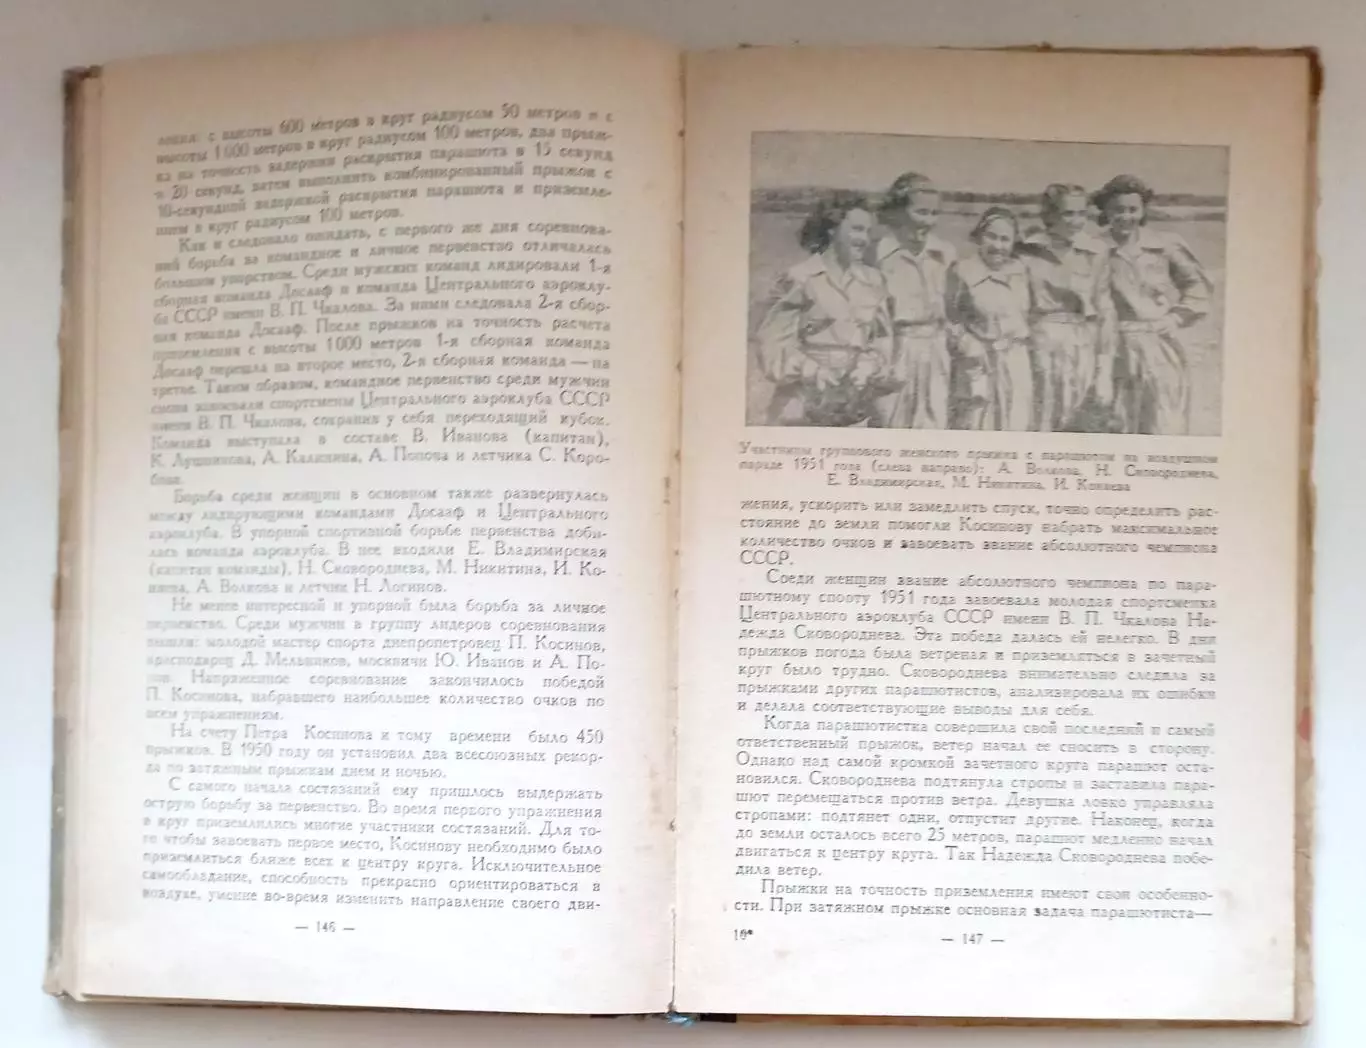 ления: с высоты 600 метров в круг радиусом 50 метров и с
высоты 1 000 метров в круг радиусом 100 метров, два прыж-
ка на точность задержки раскрытия парашюта в 15 секунд
и 20 секунд, затем выполнить комбинированный прыжок с
10-секундной задержкой раскрытия парашюта и приземле-
нием в круг радиусом 100 метров.
Как и следовало ожидать, с первого же дня соревнова-
ний борьба за командное и личное первенство отличалась
большим упорством. Среди мужских команд лидировали 1-я
сборная команда Досааф и команда Центрального аэроклу-
ба СССР имени В. П. Чкалова. За ними следовала 2-я сбор-
ная команда Досааф. После прыжков на точность расчета
приземления с высоты 1 000 метров 1-я сборная команда
Досааф перешла на второе место, 2-я сборная команда — на
третье. Таким образом, командное первенство среди мужчин
снова завоевали спортсмены Центрального аэроклуба СССР
имени В. П. Чкалова, сохранив у себя переходящий кубок.
Команда выступала в составе В. Иванова (капитан),
К. Лушникова, А. Калинина, А. Попова и летчика С. Коро-
бова.
Борьба среди женщин в основном также развернулась
между лидирующими командами Досааф и Центрального
аэроклуба. В упорной спортивной борьбе первенства доби-
лась команда аэроклуба. В нее входили Е. Владимирская
(капитан команды), Н. Сковороднева, М. Никитина, И. Ко-
няева, А. Волкова и летчик Н. Логинов.
Не менее интересной и упорной была борьба за личное
первенство. Среди мужчин в группу лидеров соревнования
вышли: молодой мастер спорта днепропетровец П. Косинов,
краснодарец Д. Мельников, москвичи Ю. Иванов и А. По-
пов. Напряженное соревнование закончилось победой
П. Косинова, набравшего наибольшее количество очков по
всем упражнениям.
На счету Петра Косинова к тому времени было 450
прыжков. В 1950 году он установил два всесоюзных рекор-
да по затяжным прыжкам днем и ночью.
С самого начала состязаний ему пришлось выдержать
острую борьбу за первенство. Во время первого упражнения
в круг приземлились многие участники состязаний. Для то-
го чтобы завоевать первое место, Косинову необходимо было
приземлиться ближе всех к центру круга. Исключительное
самообладание, способность прекрасно ориентироваться в
воздухе, умение во-время изменить направление своего дви-
— 146 —
Участницы группового женского прыжка с парашютом на воздушном
параде 1951 года (слева направо): А. Волкова, Н. Сковороднева,
Е. Владимирская, М. Никитина, И. Коняева
жения, ускорить или замедлить спуск, точно определить рас-
стояние до земли помогли Косинову набрать максимальное
количество очков и завоевать звание абсолютного чемпиона
СССР.
Среди женщин звание абсолютного чемпиона по пара-
шютному спорту 1951 года завоевала молодая спортсменка
Центрального аэроклуба СССР имени В. П. Чкалова На-
дежда Сковороднева. Эта победа далась ей нелегко. В дни
прыжков погода была ветреная и приземляться в зачетный
круг было трудно. Сковороднева внимательно следила за
прыжками других парашютистов, анализировала их ошибки
и делала соответствующие выводы для себя.
Когда парашютистка совершила свой последний и самый
ответственный прыжок, ветер начал ее сносить в сторону.
Однако над самой кромкой зачетного круга парашют оста-
новился. Сковороднева подтянула стропы и заставила пара-
шют перемещаться против ветра. Девушка ловко управляла
стропами: подтянет одни, отпустит другие. Наконец, когда
до земли осталось всего 25 метров, парашют медленно начал
двигаться к центру круга. Так Надежда Сковороднева побе-
дила ветер.
Прыжки на точность приземления имеют свои особенно-
сти. При затяжном прыжке основная задача парашютиста—
10*
— 147 —